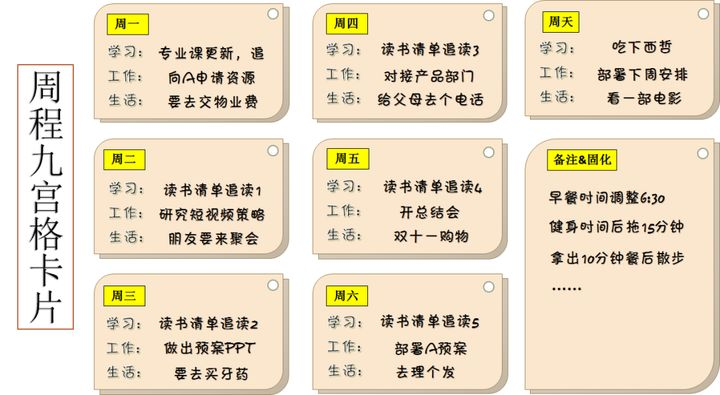 周程九宫格卡片
周一
学习： 专业课更新，追
工作： 向A申请资源
生活： 要去交物业费
周二
学习： 读书清单追读1
工作： 研究短视频策略
生活： 朋友要来聚会
周三
学习： 读书清单追读2
工作： 做出预案PPT
生活： 要去买牙药
周四
学习： 读书清单追读3
工作： 对接产品部门
生活： 给父母去个电话
周五
学习： 读书清单追读4
工作： 开总结会
生活： 双十一购物
周六
学习： 读书清单追读5
工作： 部署A预案
生活： 去理个发
周天
学习： 吃下西哲
工作： 部署下周安排
生活： 看一部电影
备注&固化
早餐时间调整6:30
健身时间后拖15分钟
拿出10分钟餐后散步
……